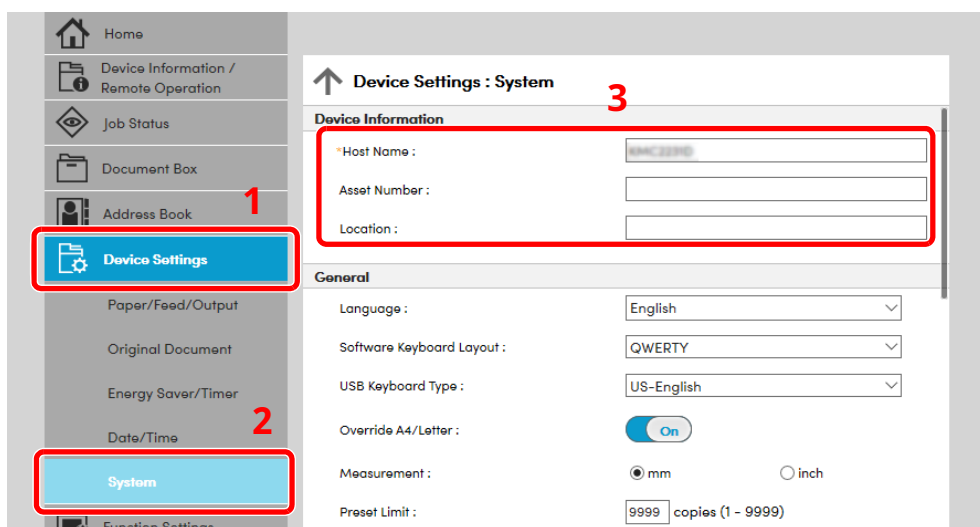 Home
Device Information /
Remote Operation
Job Status
Document Box
1
Address Book
Device Settings
Paper/Feed/Output
Original Document
Energy Saver/Timer
2
Date/Time
System
Function Settings
Device Settings : System
3
Device Information
*Host Name :
Asset Number :
Location :
General
Language : English
Software Keyboard Layout : QWERTY
USB Keyboard Type : US-English
Override A4/Letter : On
Measurement : mm inch
Preset Limit : 9999 copies (1 - 9999)